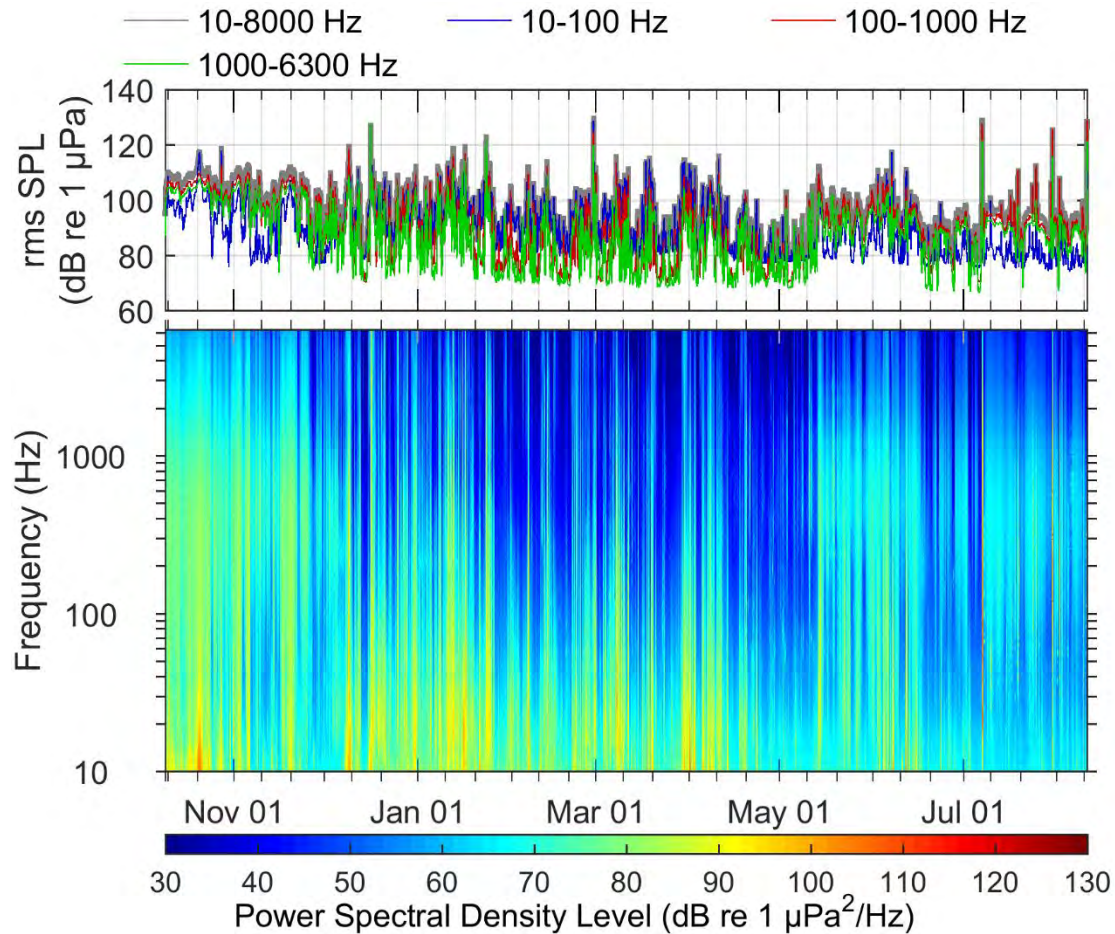 10-8000 Hz 10-100 Hz 100-1000 Hz
1000-6300 Hz
140
120
100
80
60
rms SPL
(dB re 1 µPa)
1000
100
10
Frequency (Hz)
Nov 01 Jan 01 Mar 01 May 01 Jul 01
30 40 50 60 70 80 90 100 110 120 130
Power Spectral Density Level (dB re 1 µPa²/Hz)